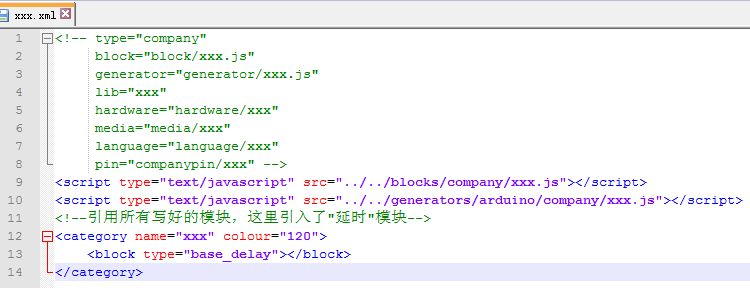 xxx.xml
1 <!-- type="company"
2 block="block/xxx.js"
3 generator="generator/xxx.js"
4 lib="xxx"
5 hardware="hardware/xxx"
6 media="media/xxx"
7 language="language/xxx"
8 pin="companypin/xxx" -->
9 <script type="text/javascript" src="../../blocks/company/xxx.js"></script>
10 <script type="text/javascript" src="../../generators/arduino/company/xxx.js"></script>
11 <!--引用所有写好的模块，这里引入了"延时"模块-->
12 <category name="xxx" colour="120">
13 <block type="base_delay"></block>
14 </category>